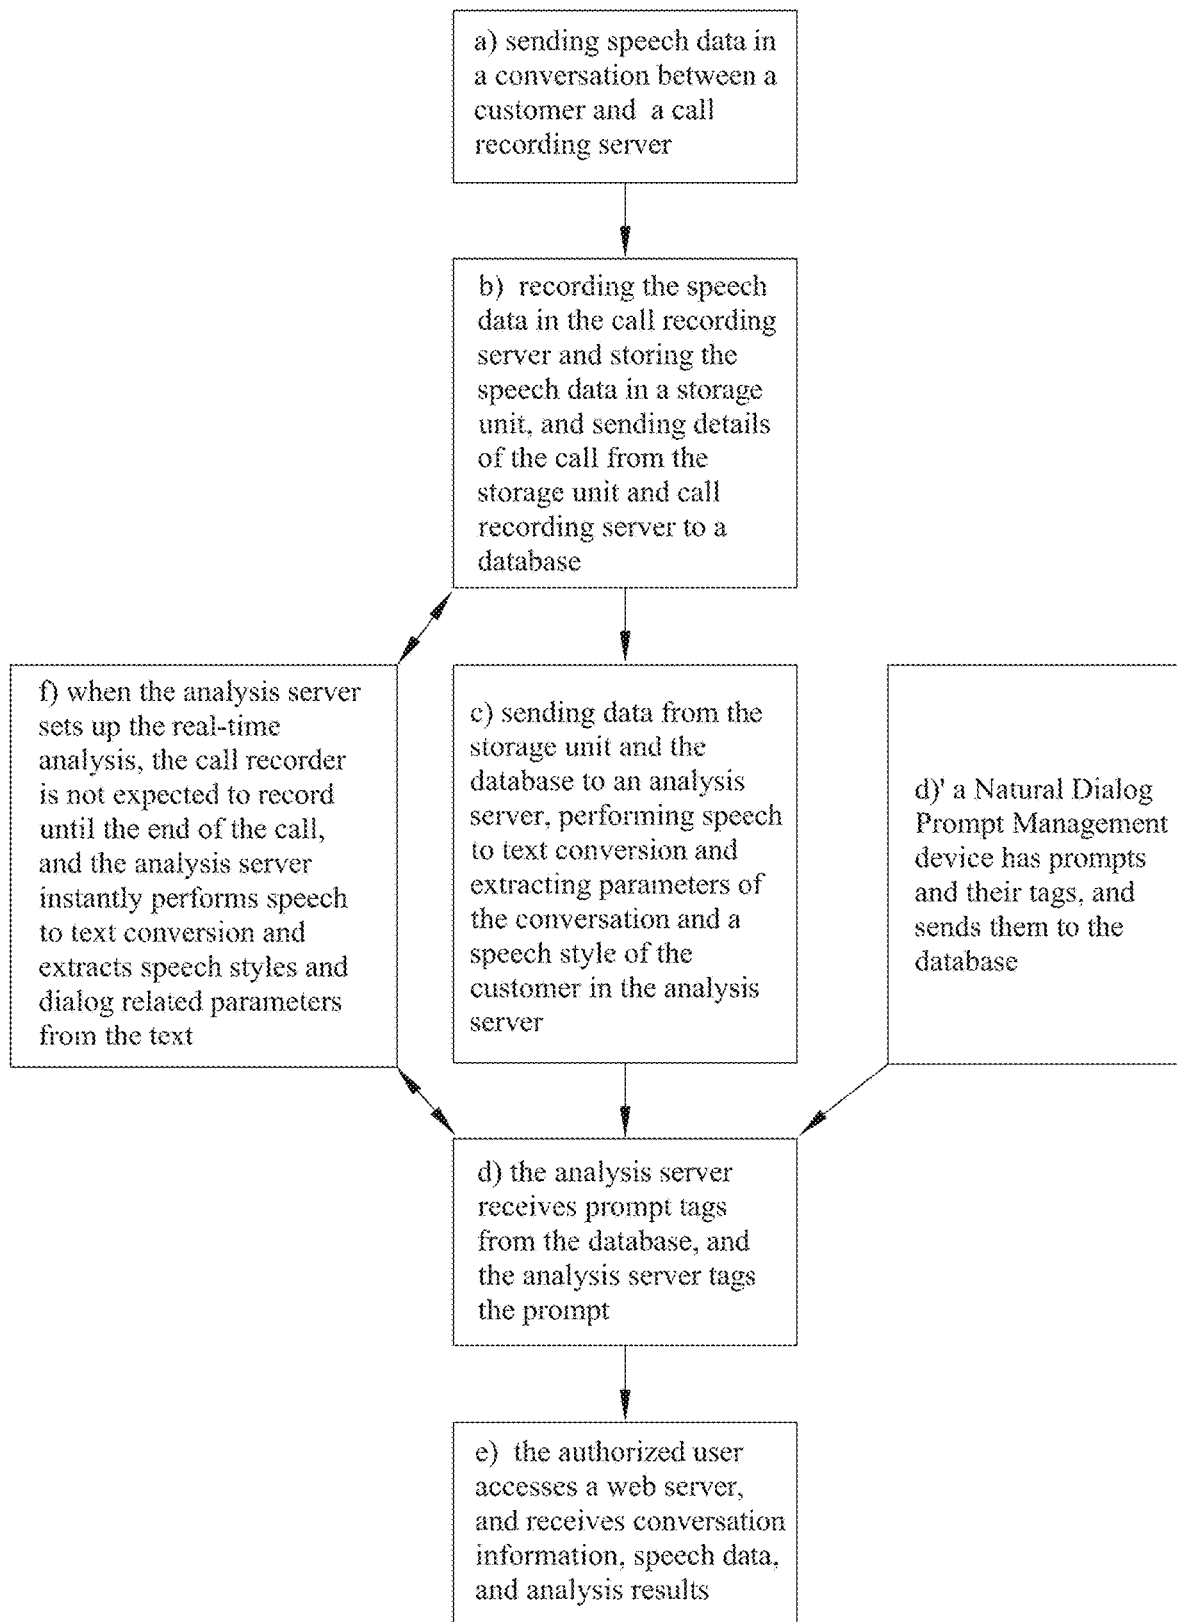 a) sending speech data in
a conversation between a
customer and a call
recording server
b) recording the speech
data in the call recording
server and storing the
speech data in a storage
unit, and sending details
of the call from the
storage unit and call
recording server to a
database
f) when the analysis server
sets up the real-time
analysis, the call recorder
is not expected to record
until the end of the call,
and the analysis server
instantly performs speech
to text conversion and
extracts speech styles and
dialog related parameters
from the text
c) sending data from the
storage unit and the
database to an analysis
server, performing speech
to text conversion and
extracting parameters of
the conversation and a
speech style of the
customer in the analysis
server
d)' a Natural Dialog
Prompt Management
device has prompts
and their tags, and
sends them to the
database
d) the analysis server
receives prompt tags
from the database, and
the analysis server tags
the prompt
e) the authorized user
accesses a web server,
and receives conversation
information, speech data,
and analysis results